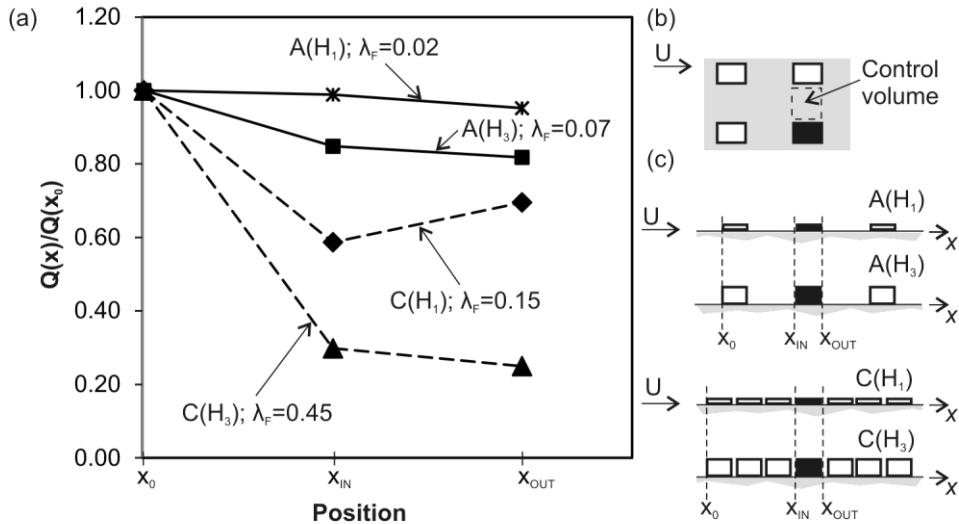 (a)
1.20
1.00
0.80
0.60
0.40
0.20
0.00
Q(x)/Q(x₀)
A(H₁); λF=0.02
A(H₃); λF=0.07
C(H₁); λF=0.15
C(H₃); λF=0.45
x₀ xIN xOUT
Position
(b)
U
Control
volume
(c)
A(H₁)
U
x
A(H₃)
x
x₀ xIN xOUT
C(H₁)
U
x
C(H₃)
x
x₀ xIN xOUT